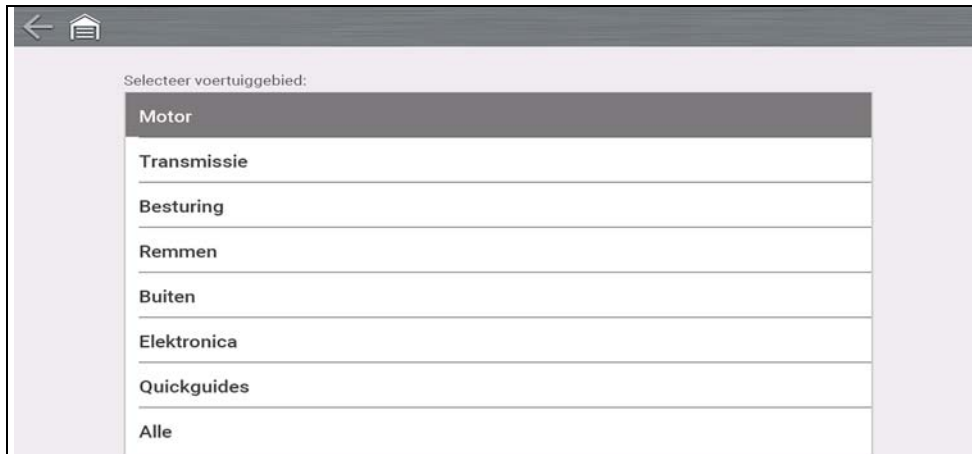 Selecteer voertuiggebied:
Motor
Transmissie
Besturing
Remmen
Buiten
Elektronica
Quickguides
Alle